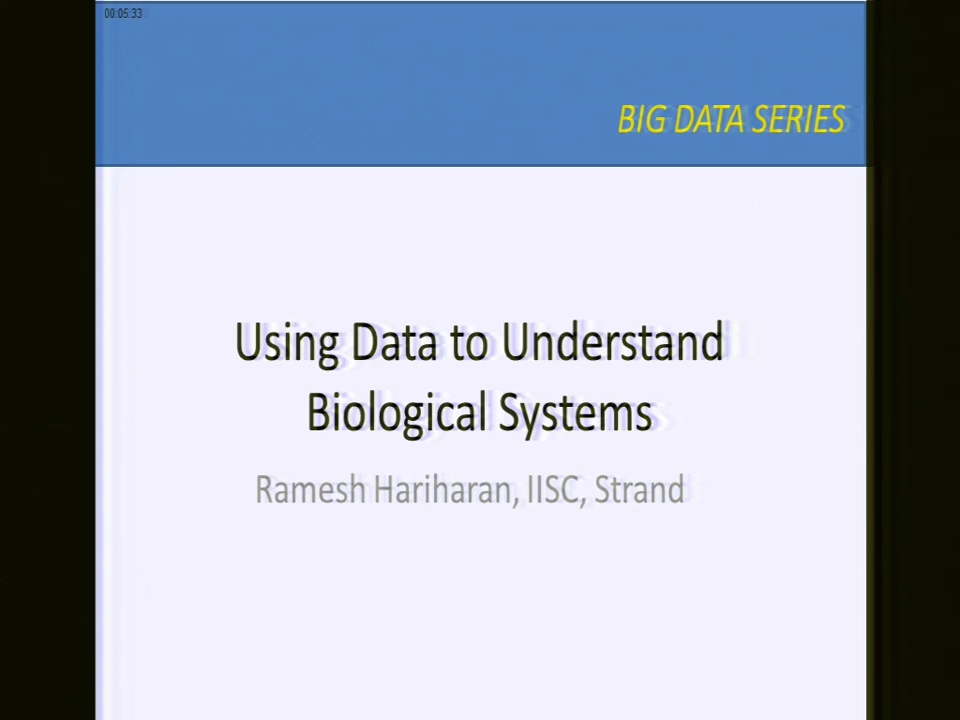 00:05:33
BIG DATA SERIES
Using Data to Understand
Biological Systems
Ramesh Hariharan, IISC, Strand